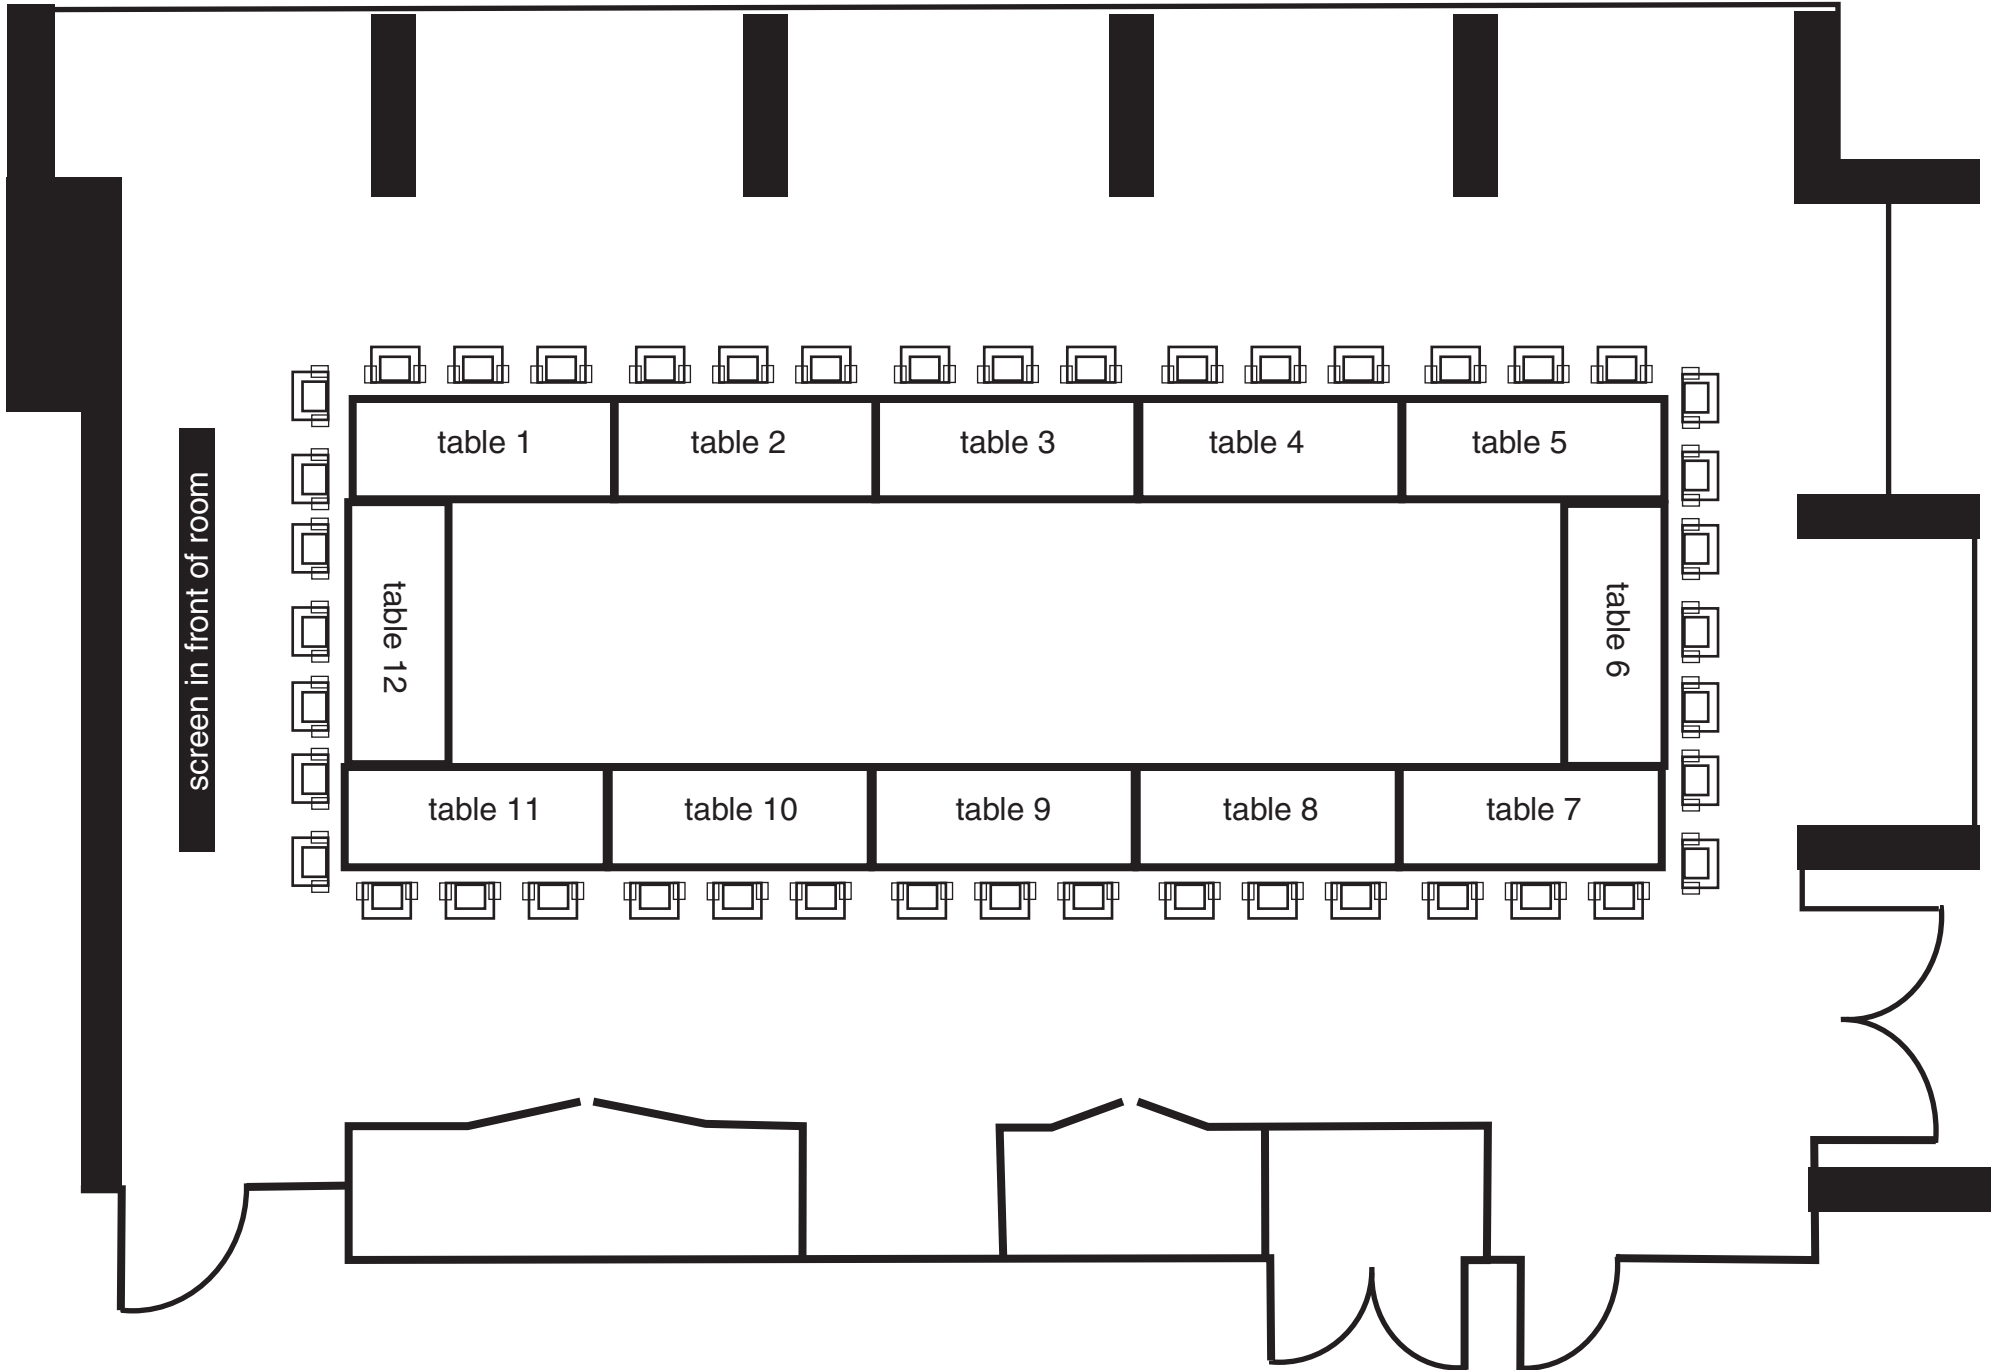 table 1
table 2
table 3
table 4
table 5
screen in front of room
table 12
table 6
table 11
table 10
table 9
table 8
table 7